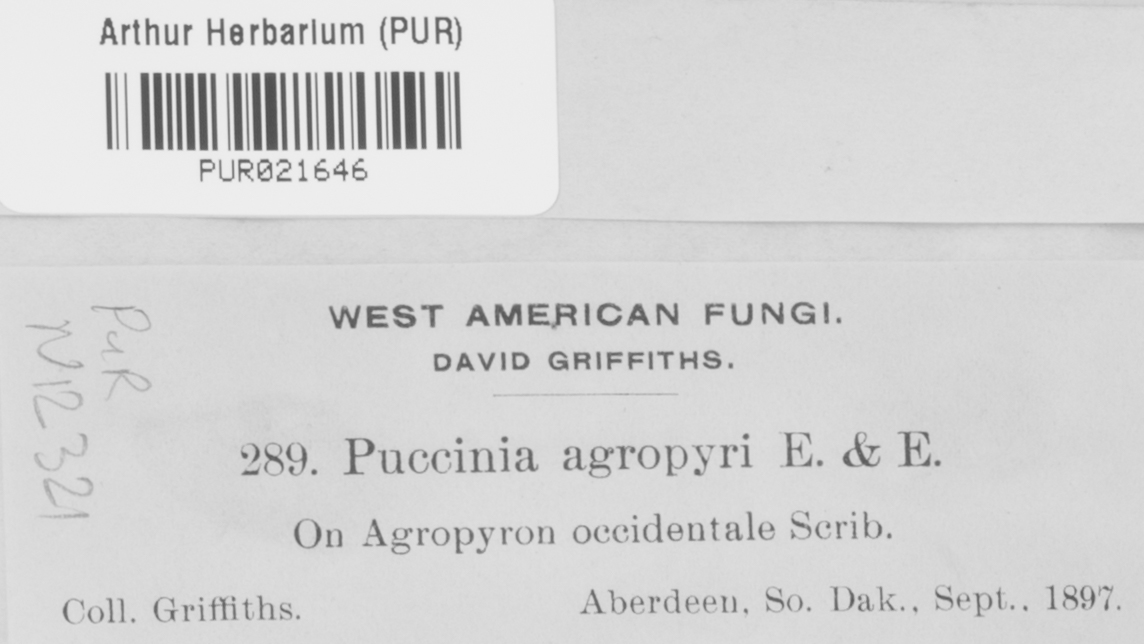 Arthur Herbarium (PUR)
PUR021646
PUR
N12321
WEST AMERICAN FUNGI.
DAVID GRIFFITHS.
289. Puccinia agropyri E. & E.
On Agropyron occidentale Scrib.
Coll. Griffiths. Aberdeen, So. Dak., Sept., 1897.